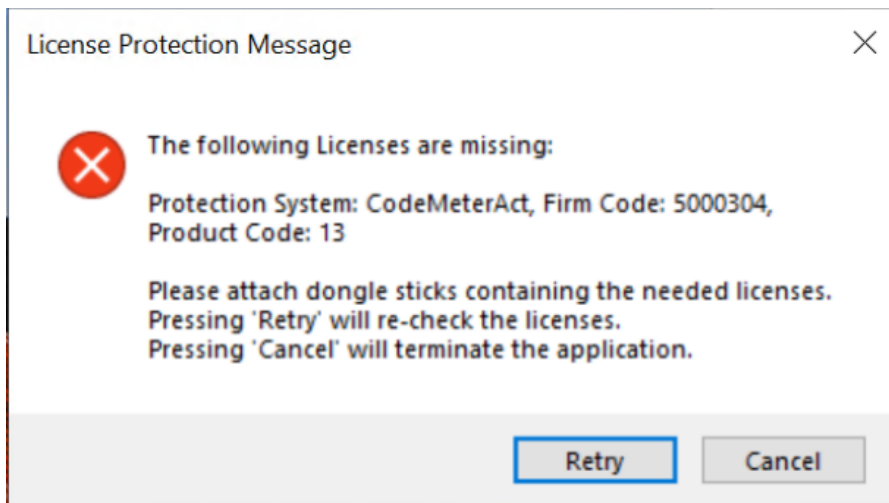 License Protection Message
The following Licenses are missing:
Protection System: CodeMeterAct, Firm Code: 5000304,
Product Code: 13
Please attach dongle sticks containing the needed licenses.
Pressing 'Retry' will re-check the licenses.
Pressing 'Cancel' will terminate the application.
Retry
Cancel